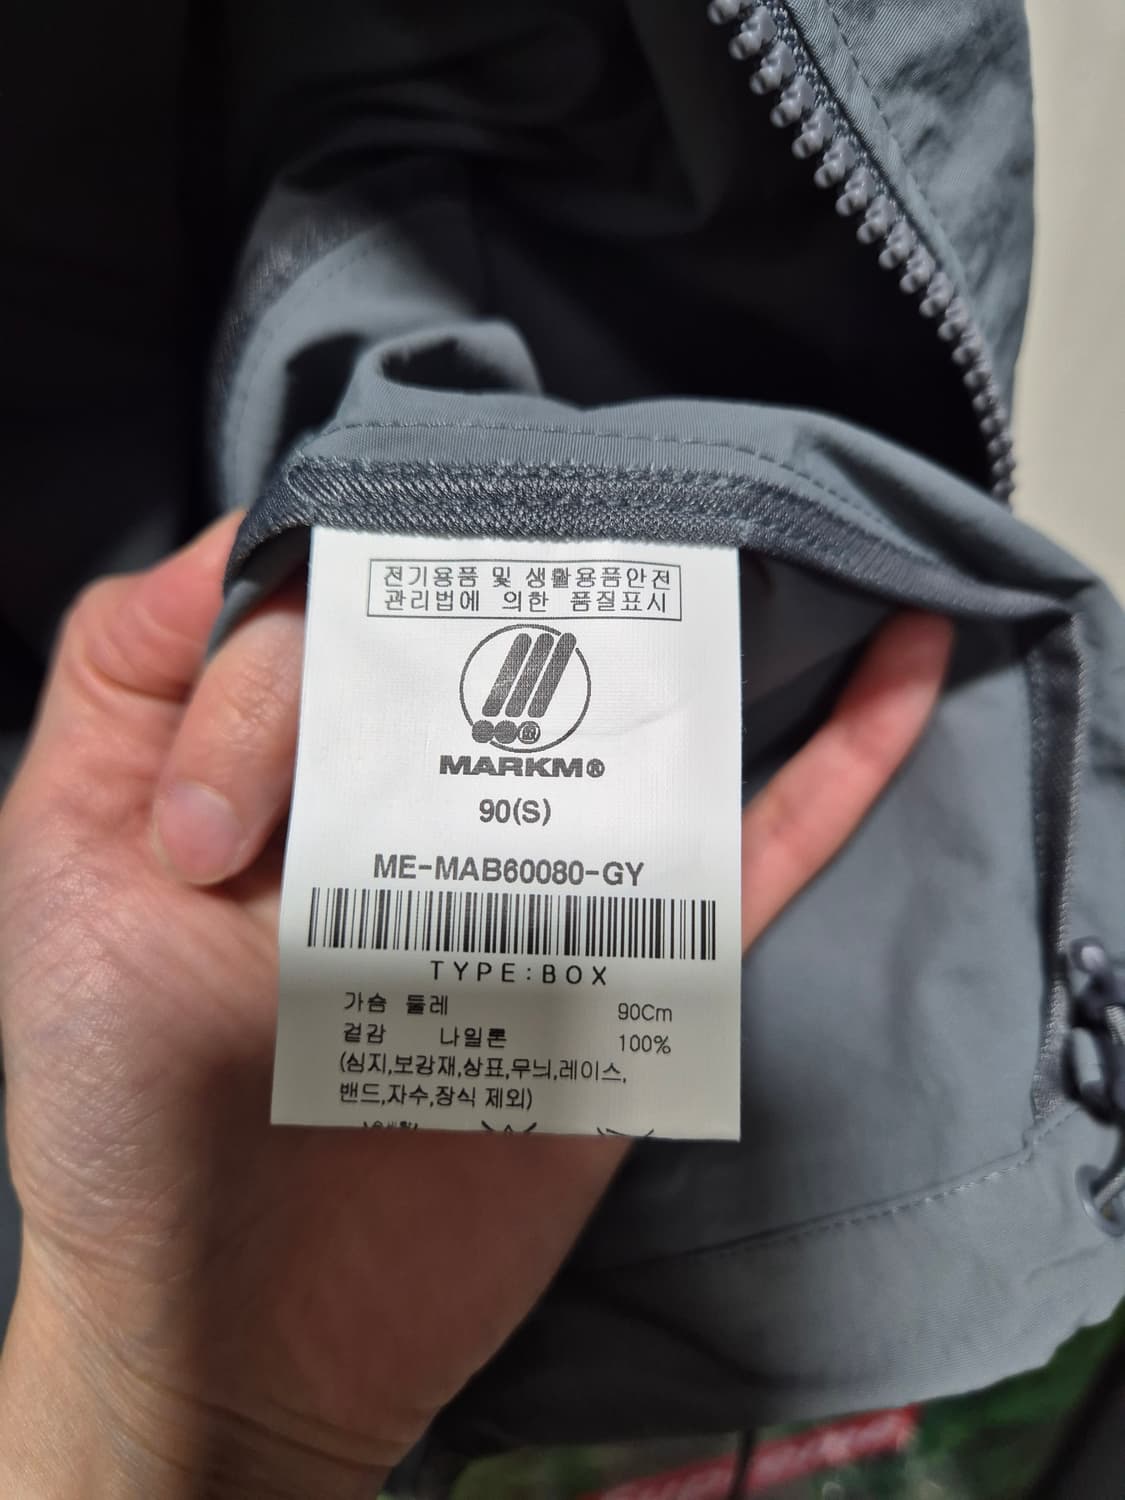 전기용품 및 생활용품안전
관리법에 의한 품질표시
MARKM®
90(S)
ME-MAB60080-GY
TYPE:BOX
가슴 둘레 90Cm
겉감 나일론 100%
(심지,보강재,상표,무늬,레이스,
밴드,자수,장식 제외)